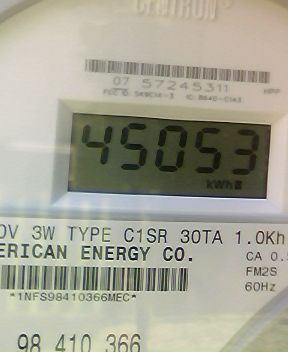 CENTRON®
07 57245311
45053
kWh
0V 3W TYPE C1SR 30TA 1.0Kh
ERICAN ENERGY CO.
CA 0.5
FM2S
60Hz
*1NFS98410366MEC*
98 410 366